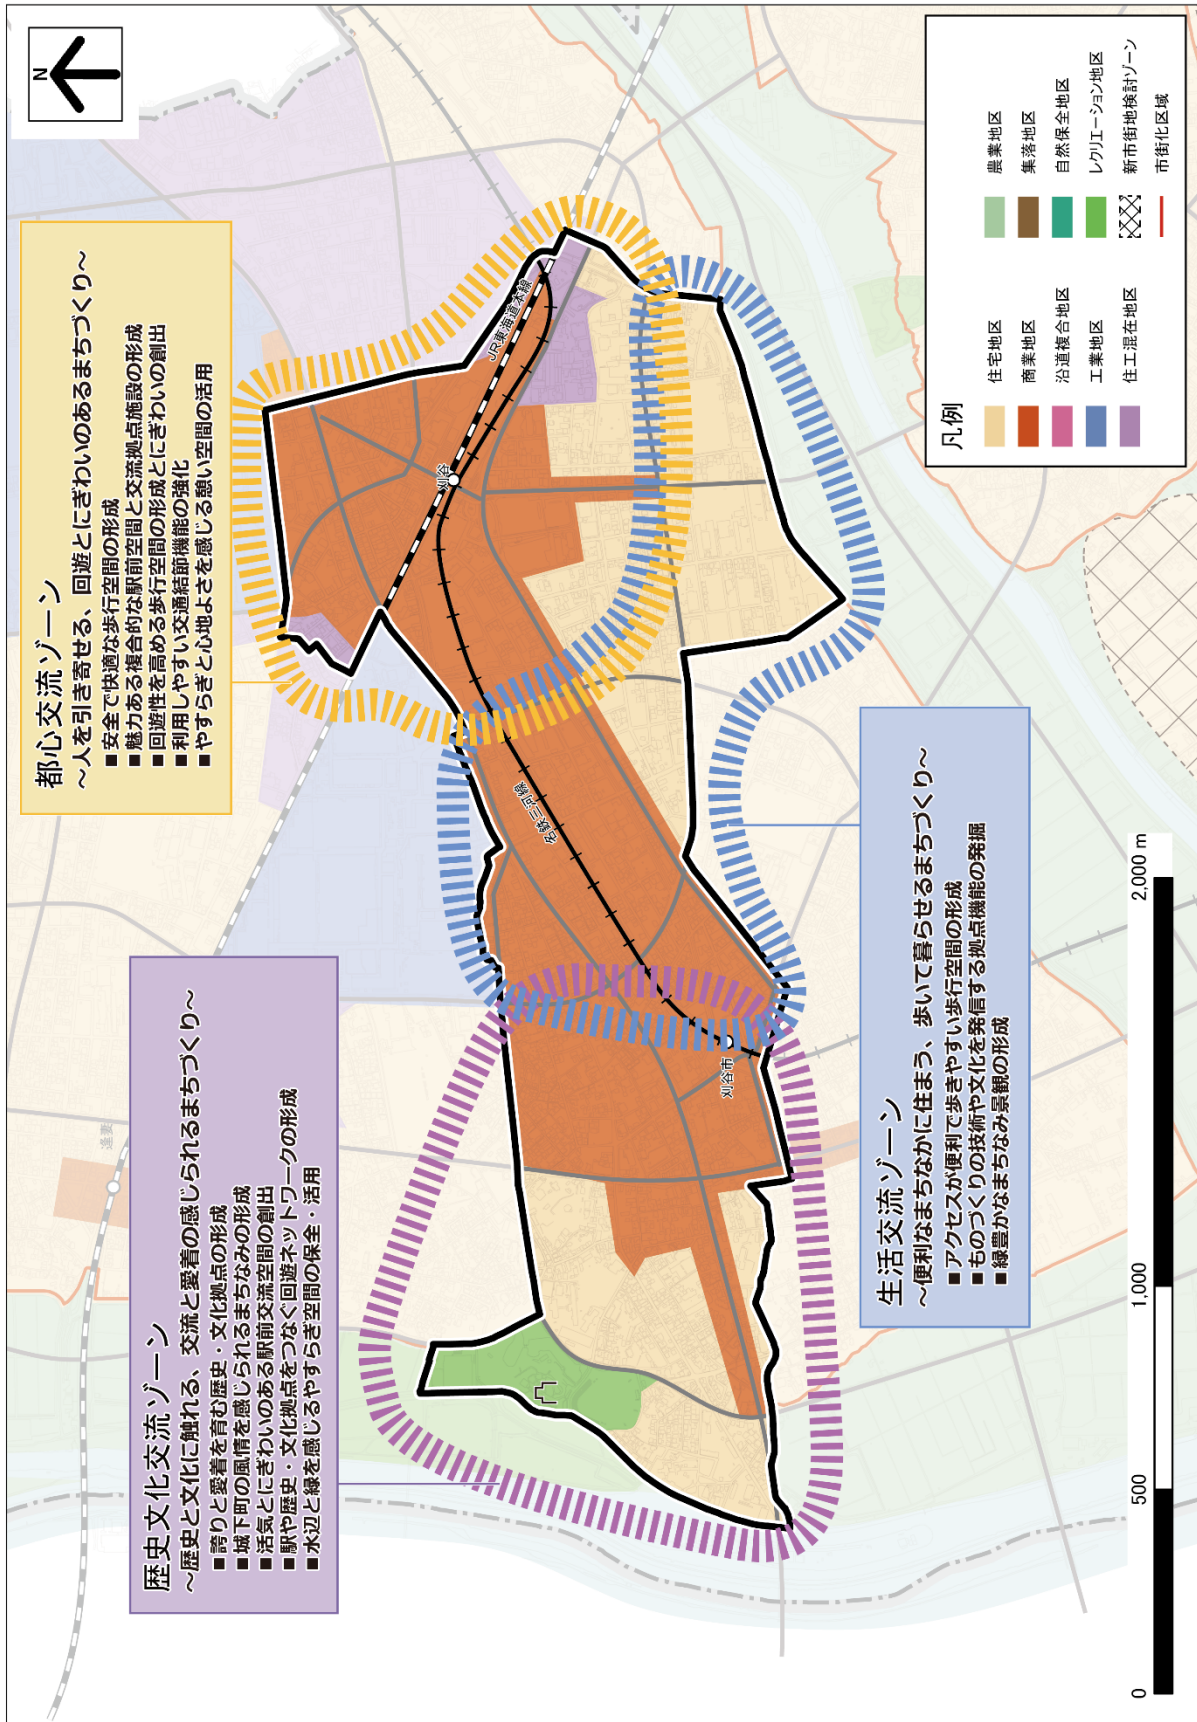 歴史文化交流ゾーン
～歴史と文化に触れる、交流と愛着の感じられるまちづくり～
■誇りと愛着を育む歴史・文化拠点の形成
■城下町の風情を感じられるまちなみの形成
■活気とにぎわいのある駅前交流空間の創出
■駅や歴史・文化拠点をつなぐ回遊ネットワークの形成
■水辺と緑を感じるやすらぎ空間の保全・活用
都心交流ゾーン
～人を引き寄せる、回遊とにぎわいのあるまちづくり～
■安全で快適な歩行空間の形成
■魅力ある複合的な駅前空間と交流拠点施設の形成
■回遊性を高める歩行空間の形成とにぎわいの創出
■利用しやすい交通結節機能の強化
■やすらぎと心地よさを感じる憩い空間の活用
N
逢妻
JR東海道本線
刈谷
名鉄三河線
刈谷市
生活交流ゾーン
～便利なまちなかに住まう、歩いて暮らせるまちづくり～
■アクセスが便利で歩きやすい歩行空間の形成
■ものづくりの技術や文化を発信する拠点機能の発掘
■緑豊かなまちなみ景観の形成
凡例
住宅地区
商業地区
沿道複合地区
工業地区
住工混在地区
農業地区
集落地区
自然保全地区
レクリエーション地区
新市街地検討ゾーン
市街化区域
0 500 1,000 2,000 m